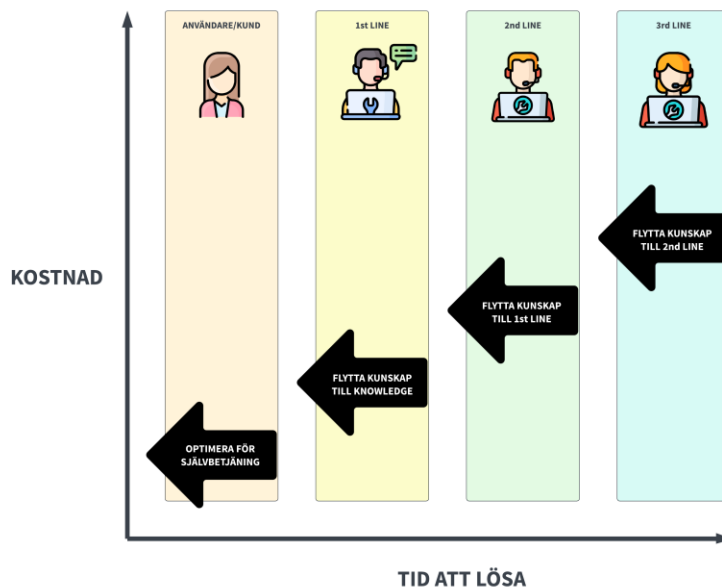 ANVÄNDARE/KUND
1st LINE
2nd LINE
3rd LINE
FLYTTA KUNSKAP
TILL 2nd LINE
KOSTNAD
FLYTTA KUNSKAP
TILL 1st LINE
FLYTTA KUNSKAP
TILL KNOWLEDGE
OPTIMERA FÖR
SJÄLVBETJÄNING
TID ATT LÖSA